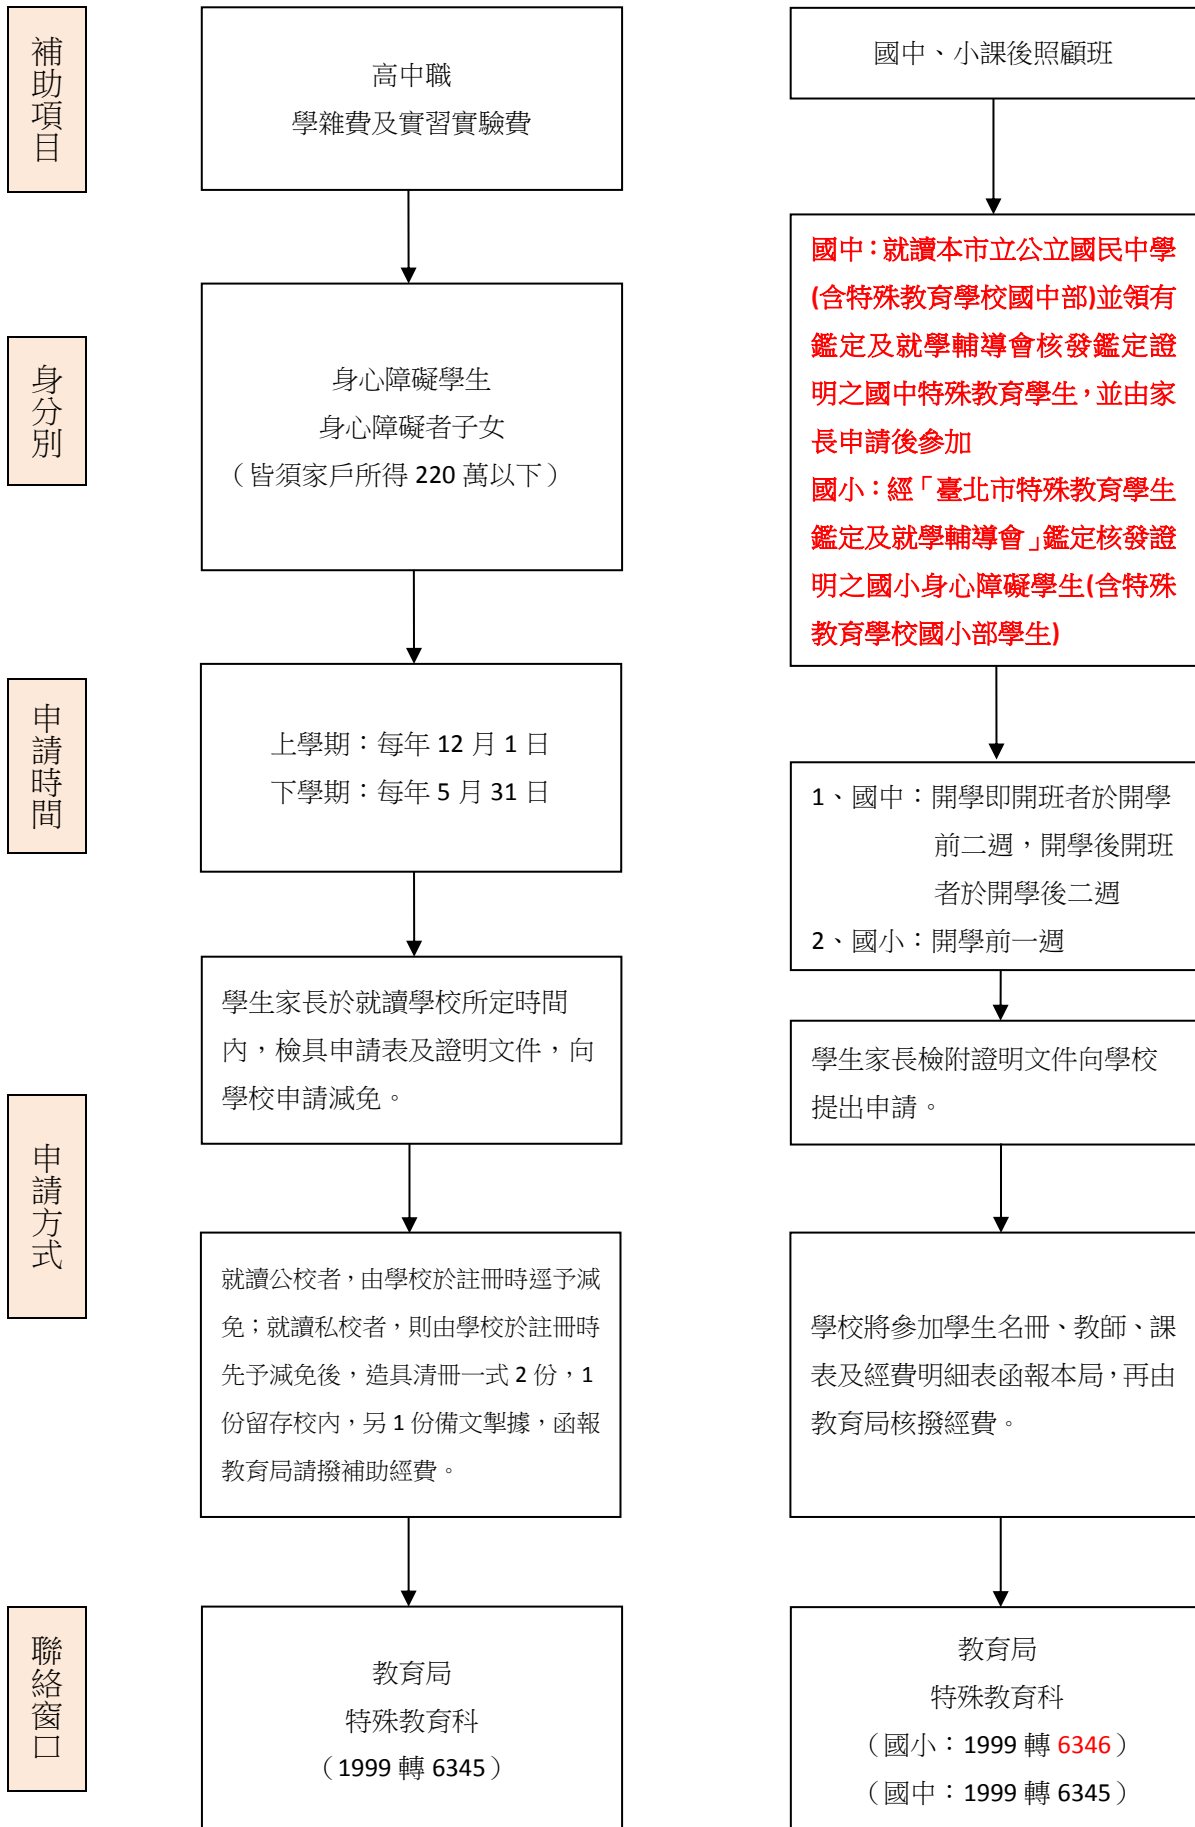 補助項目
高中職
學雜費及實習實驗費
國中、小課後照顧班
身分別
身心障礙學生
身心障礙者子女
（皆須家戶所得 220 萬以下）
國中：就讀本市立公立國民中學
(含特殊教育學校國中部)並領有
鑑定及就學輔導會核發鑑定證
明之國中特殊教育學生，並由家
長申請後參加
國小：經「臺北市特殊教育學生
鑑定及就學輔導會」鑑定核發證
明之國小身心障礙學生(含特殊
教育學校國小部學生)
申請時間
上學期：每年 12 月 1 日
下學期：每年 5 月 31 日
1、國中：開學即開班者於開學
前二週，開學後開班
者於開學後二週
2、國小：開學前一週
申請方式
學生家長於就讀學校所定時間
內，檢具申請表及證明文件，向
學校申請減免。
學生家長檢附證明文件向學校
提出申請。
就讀公校者，由學校於註冊時逕予減
免；就讀私校者，則由學校於註冊時
先予減免後，造具清冊一式 2 份，1
份留存校內，另 1 份備文掣據，函報
教育局請撥補助經費。
學校將參加學生名冊、教師、課
表及經費明細表函報本局，再由
教育局核撥經費。
聯絡窗口
教育局
特殊教育科
（1999 轉 6345）
教育局
特殊教育科
（國小：1999 轉 6346）
（國中：1999 轉 6345）